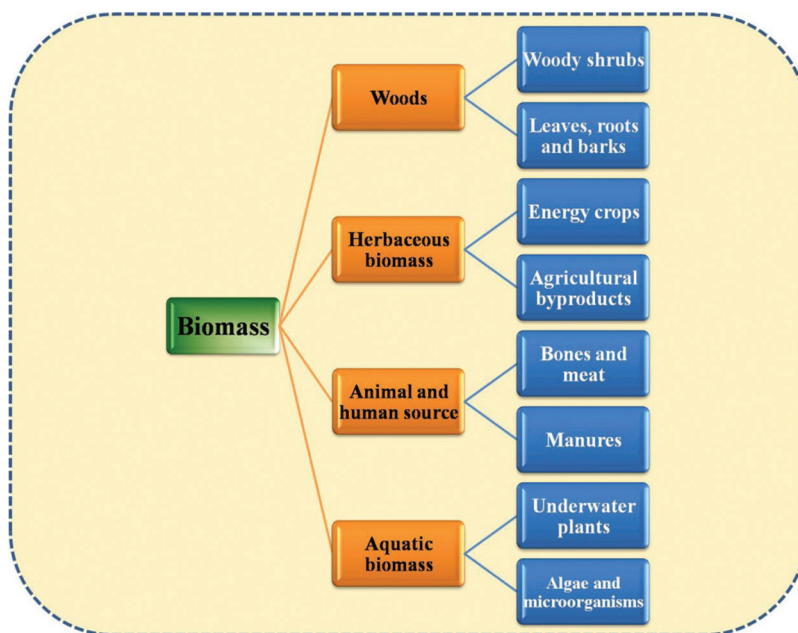 Biomass
Woods
Woody shrubs
Leaves, roots
and barks
Herbaceous
biomass
Energy crops
Agricultural
byproducts
Animal and
human source
Bones and
meat
Manures
Aquatic
biomass
Underwater
plants
Algae and
microorganisms